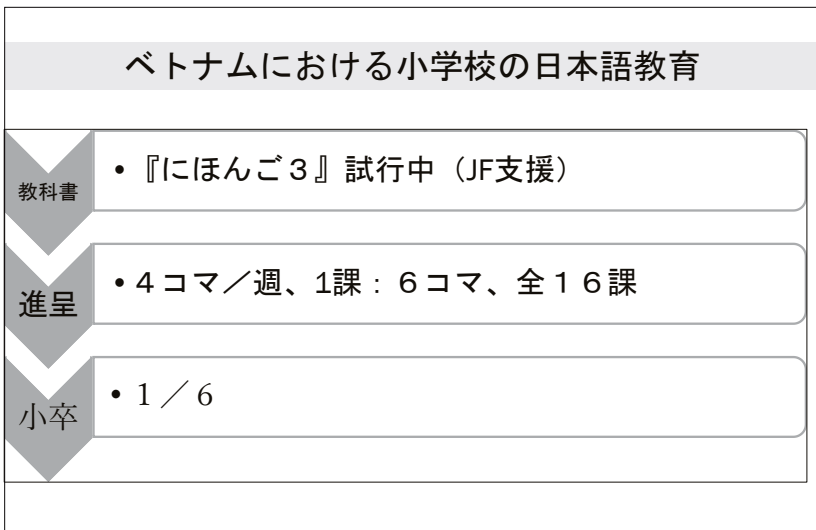 ベトナムにおける小学校の日本語教育
教科書
•『にほんご３』試行中（JF支援）
進呈
•４コマ／週、1課：６コマ、全１６課
小卒
•１／６